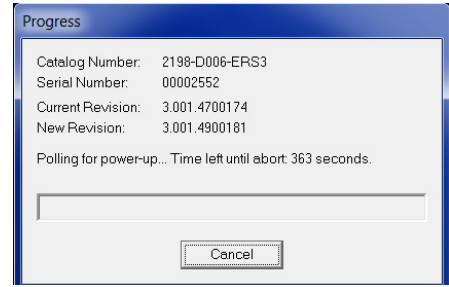 Progress
Catalog Number: 2198-D006-ERS3
Serial Number: 00002552
Current Revision: 3.001.4700174
New Revision: 3.001.4900181
Polling for power-up... Time left until abort: 363 seconds.
Cancel